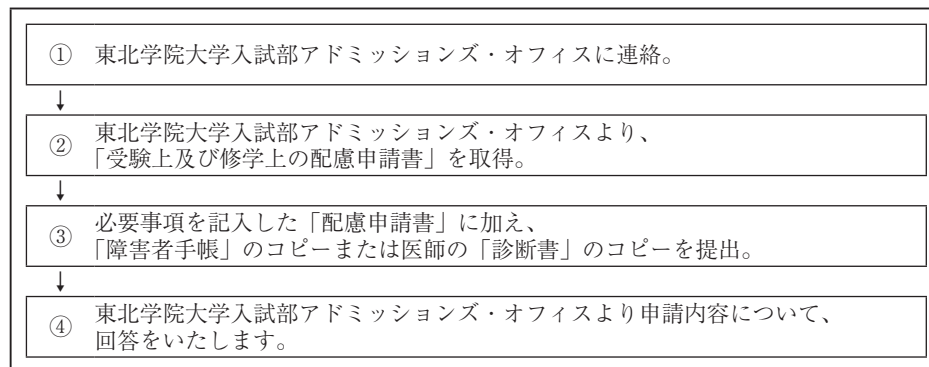 ① 東北学院大学入試部アドミッションズ・オフィスに連絡。
↓
② 東北学院大学入試部アドミッションズ・オフィスより、
「受験上及び修学上の配慮申請書」を取得。
↓
③ 必要事項を記入した「配慮申請書」に加え、
「障害者手帳」のコピーまたは医師の「診断書」のコピーを提出。
↓
④ 東北学院大学入試部アドミッションズ・オフィスより申請内容について、
回答をいたします。